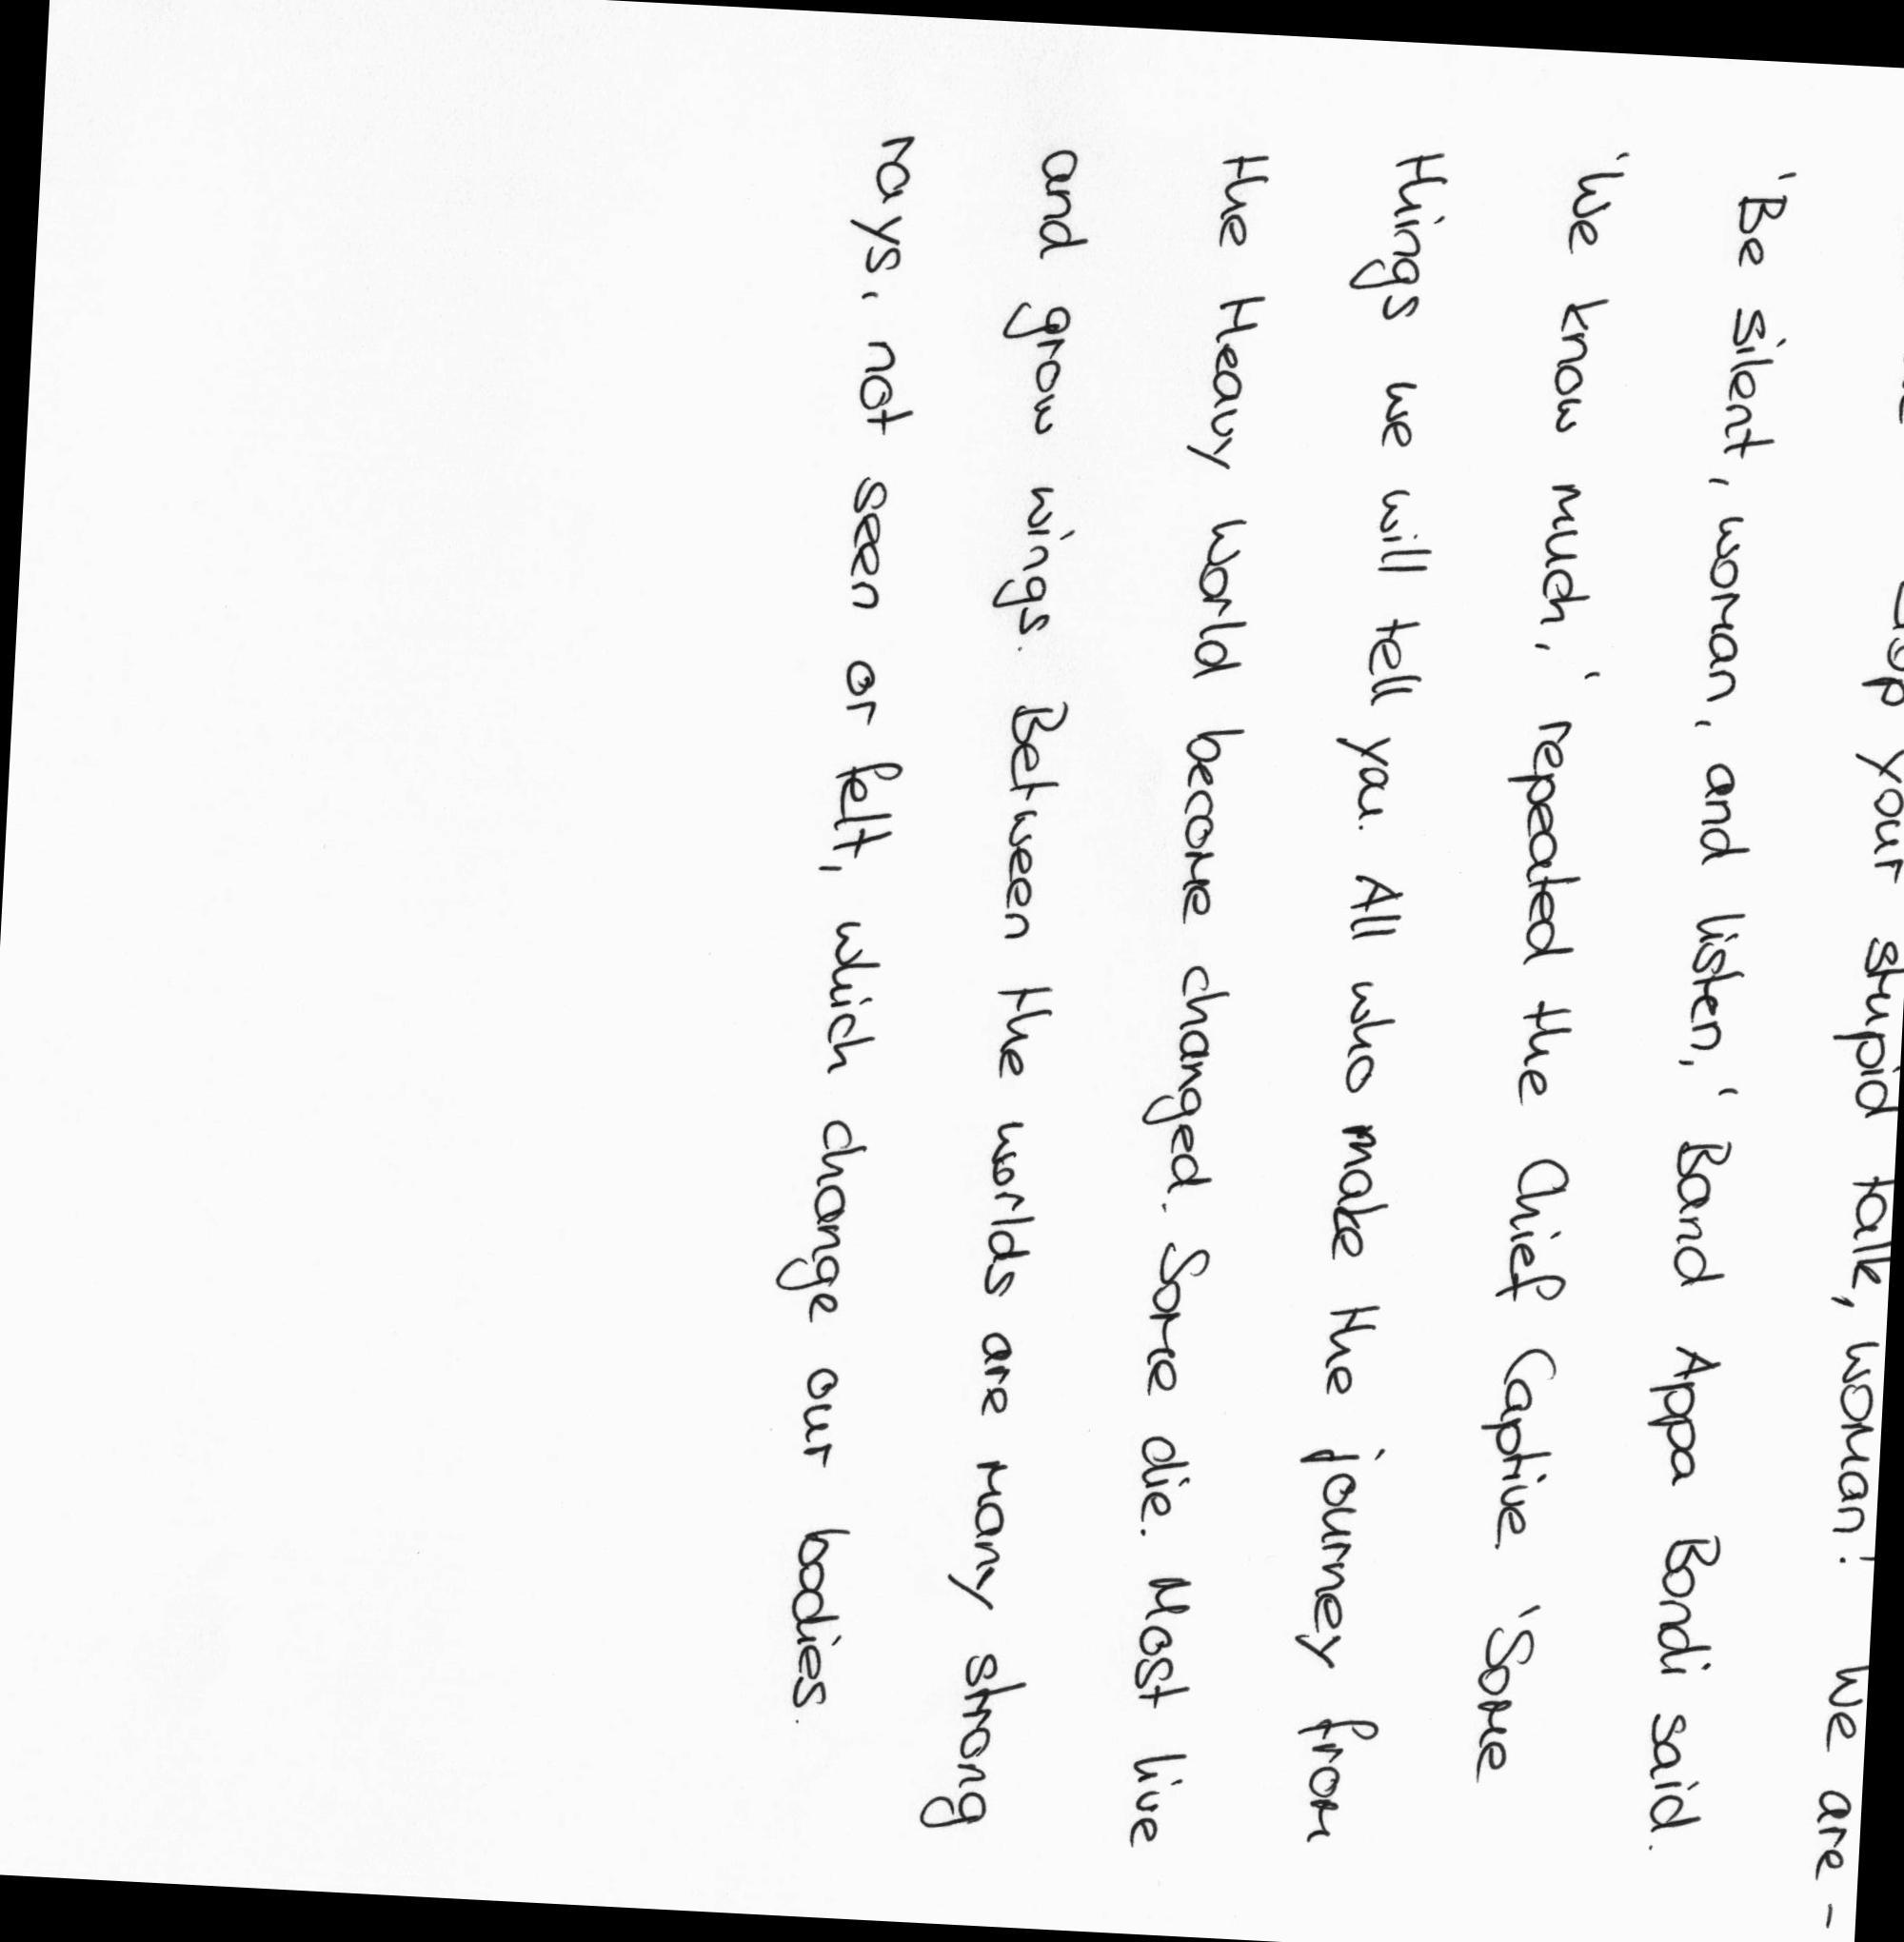 your stupid talk, woman! We are -
'Be silent, woman, and listen,' Band Appa Bondi said.
'We know much,' repeated the Chief Captive 'Some
things we will tell you. All who make the journey from
the Heavy World become changed. Some die. Most live
and grow wings. Between the worlds are many strong
rays, not seen or felt, which change our bodies.